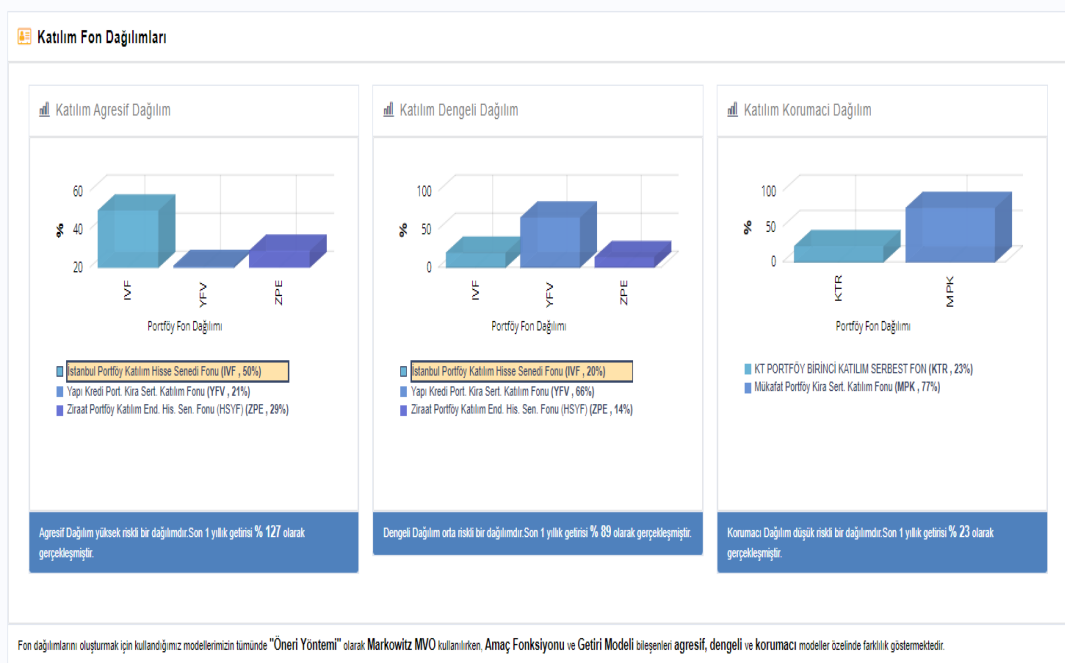 Katılım Fon Dağılımları
Katılım Agresif Dağılım
60
40
20
%
IVF
YFV
ZPE
Portföy Fon Dağılımı
İstanbul Portföy Katılım Hisse Senedi Fonu (IVF , 50%)
Yapı Kredi Port. Kira Sert. Katılım Fonu (YFV , 21%)
Ziraat Portföy Katılım End. His. Sen. Fonu (HSYF) (ZPE , 29%)
Agresif Dağılım yüksek riskli bir dağılımdır.Son 1 yıllık getirisi % 127 olarak
gerçekleşmiştir.
Katılım Dengeli Dağılım
100
50
0
%
IVF
YFV
ZPE
Portföy Fon Dağılımı
İstanbul Portföy Katılım Hisse Senedi Fonu (IVF , 20%)
Yapı Kredi Port. Kira Sert. Katılım Fonu (YFV , 66%)
Ziraat Portföy Katılım End. His. Sen. Fonu (HSYF) (ZPE , 14%)
Dengeli Dağılım orta riskli bir dağılımdır.Son 1 yıllık getirisi % 89 olarak gerçekleşmiştir.
Katılım Korumaci Dağılım
100
50
0
%
KTR
MPK
Portföy Fon Dağılımı
KT PORTFÖY BİRİNCİ KATILIM SERBEST FON (KTR , 23%)
Mükafat Portföy Kira Sert. Katılım Fonu (MPK , 77%)
Korumacı Dağılım düşük riskli bir dağılımdır.Son 1 yıllık getirisi % 23 olarak
gerçekleşmiştir.
Fon dağılımlarını oluşturmak için kullandığımız modellerimizin tümünde "Öneri Yöntemi" olarak Markowitz MVO kullanılırken, Amaç Fonksiyonu ve Getiri Modeli bileşenleri agresif, dengeli ve korumacı modeller özelinde farklılık göstermektedir.